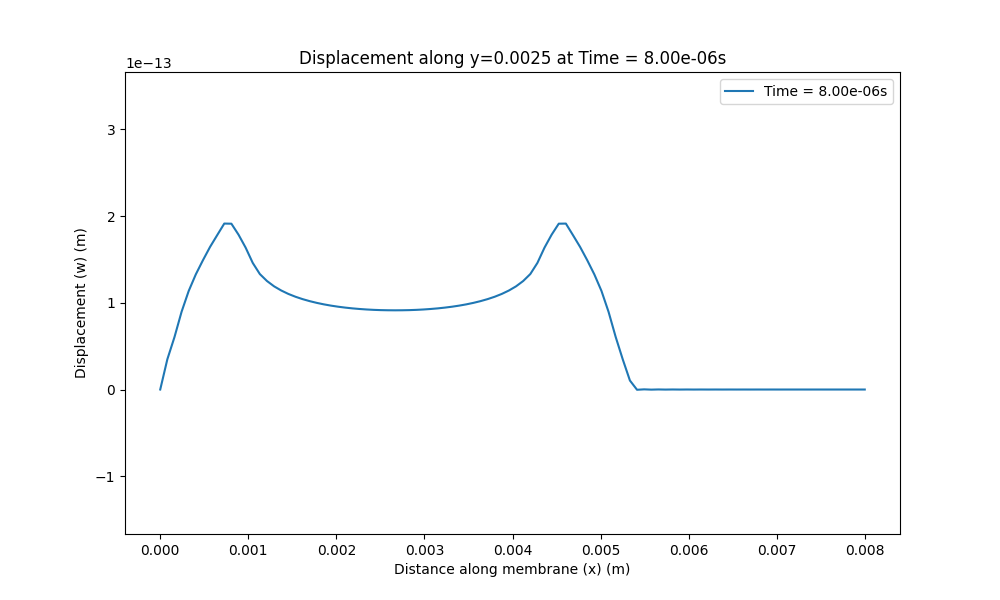 Displacement along y=0.0025 at Time = 8.00e-06s
1e−13
Time = 8.00e-06s
3
2
1
0
−1
Displacement (w) (m)
0.000 0.001 0.002 0.003 0.004 0.005 0.006 0.007 0.008
Distance along membrane (x) (m)